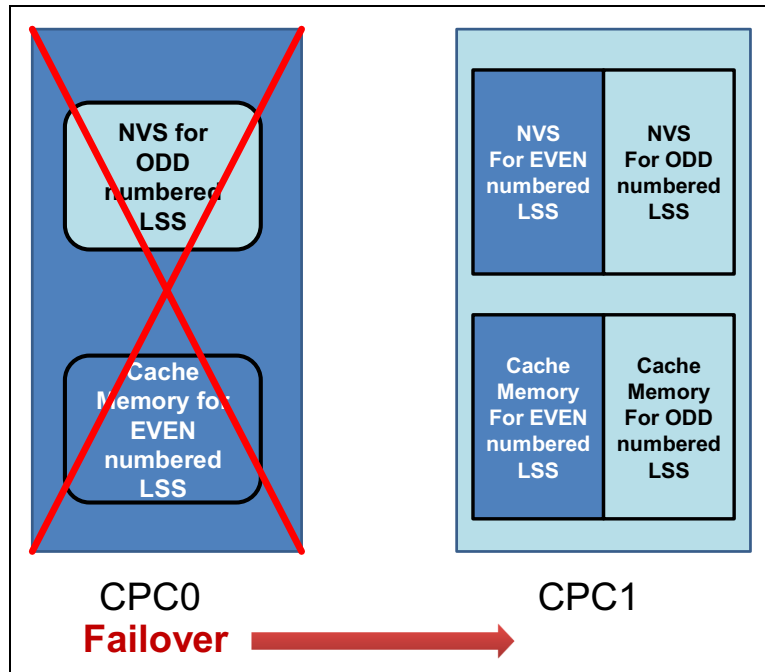 NVS for
ODD
numbered
LSS
Cache
Memory for
EVEN
numbered
LSS
NVS
For EVEN
numbered
LSS
NVS
For ODD
numbered
LSS
Cache
Memory
For EVEN
numbered
LSS
Cache
Memory
For ODD
numbered
LSS
CPC0
CPC1
Failover